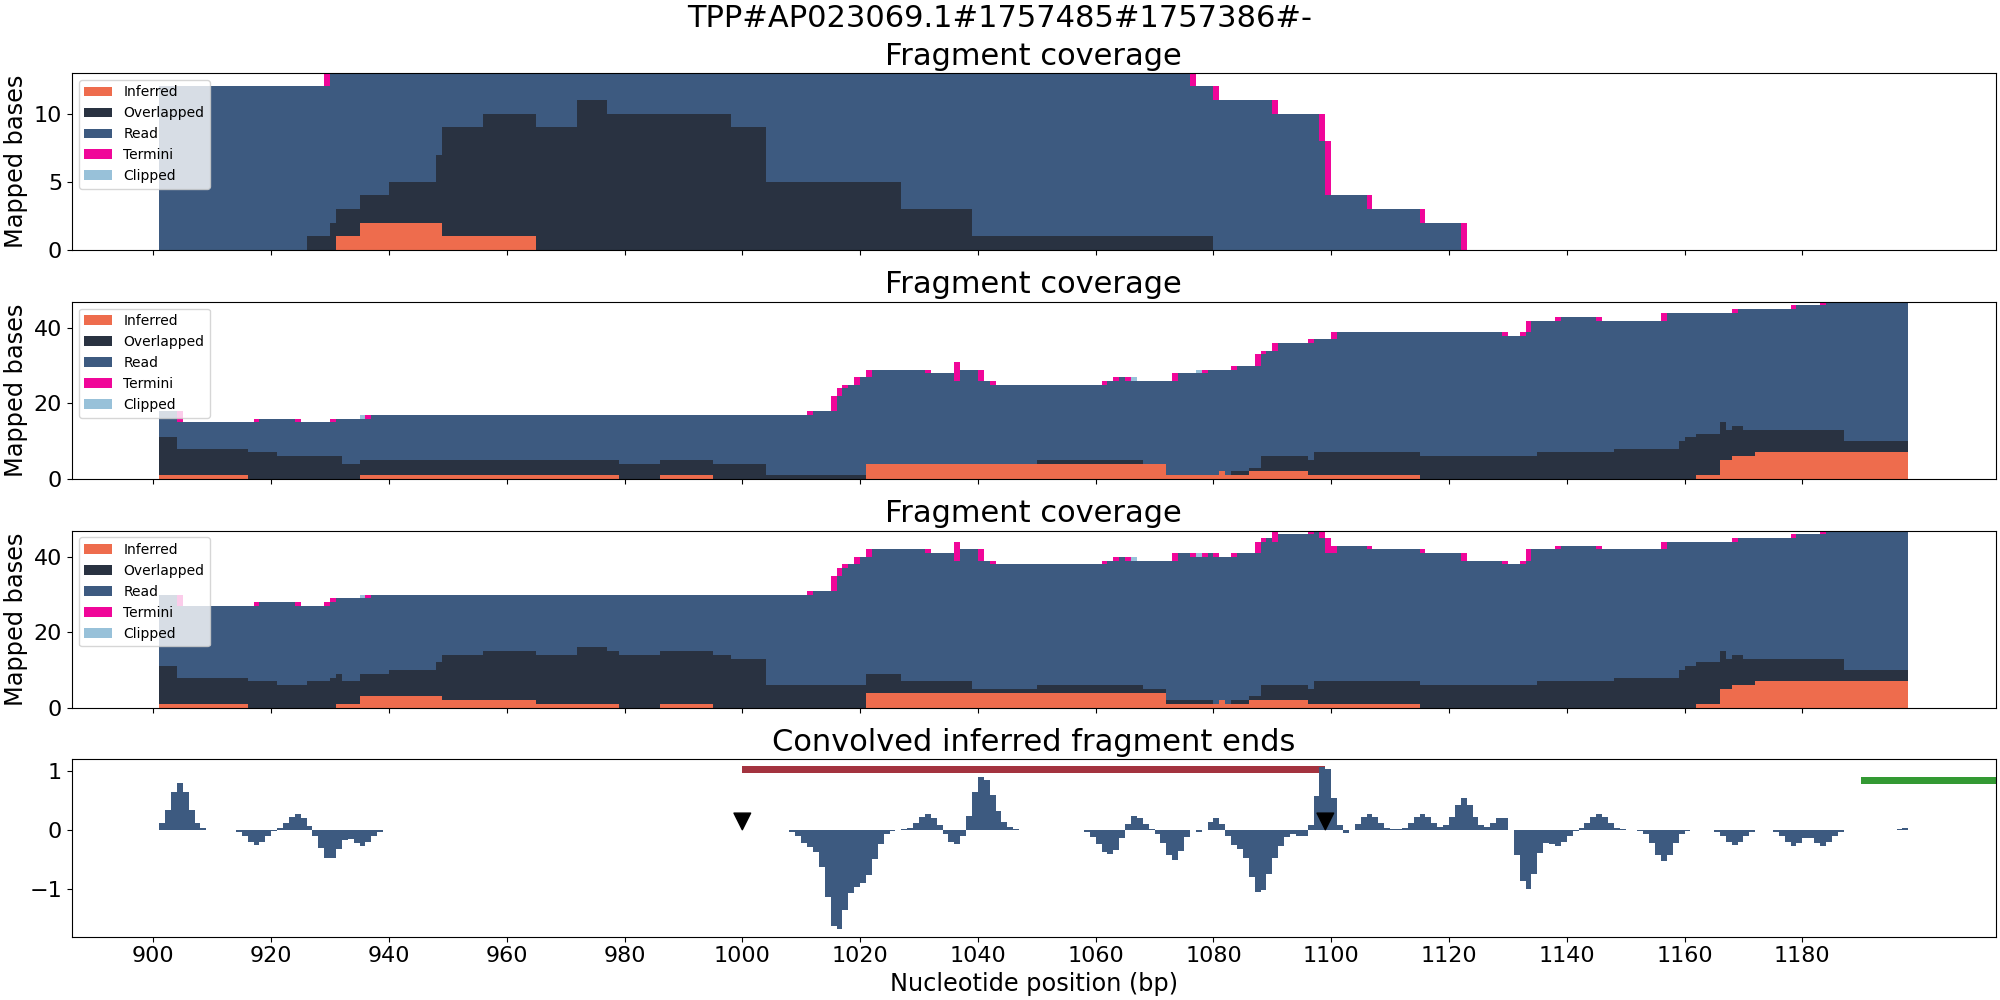 TPP#AP023069.1#1757485#1757386#-
Fragment coverage
Mapped bases
10
5
0
Inferred
Overlapped
Read
Termini
Clipped
Fragment coverage
Mapped bases
40
20
0
Inferred
Overlapped
Read
Termini
Clipped
Fragment coverage
Mapped bases
40
20
0
Inferred
Overlapped
Read
Termini
Clipped
Convolved inferred fragment ends
1
0
−1
900 920 940 960 980 1000 1020 1040 1060 1080 1100 1120 1140 1160 1180
Nucleotide position (bp)